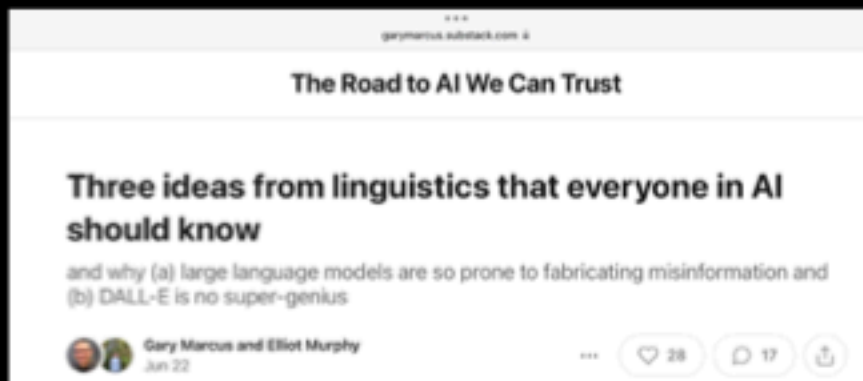 garymarcus.substack.com
The Road to AI We Can Trust
Three ideas from linguistics that everyone in AI
should know
and why (a) large language models are so prone to fabricating misinformation and
(b) DALL-E is no super-genius
Gary Marcus and Elliot Murphy
Jun 22
28
17